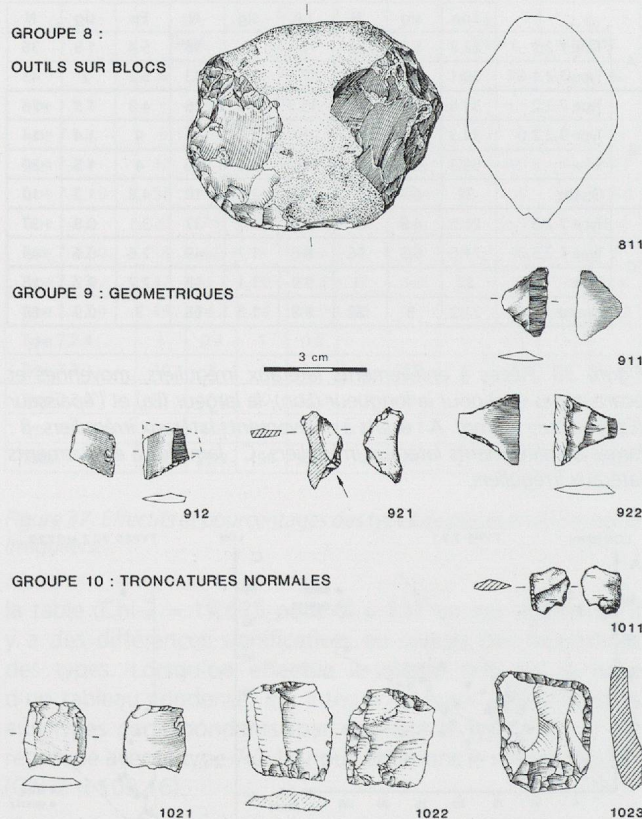 GROUPE 8 :
OUTILS SUR BLOCS
811
GROUPE 9 : GEOMETRIQUES
3 cm
911
912
921
922
GROUPE 10 : TRONCATURES NORMALES
1011
1021
1022
1023